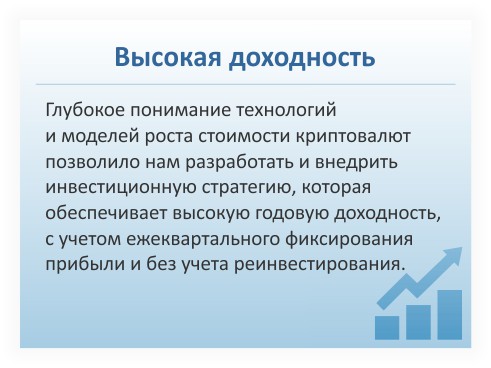 Высокая доходность
Глубокое понимание технологий
и моделей роста стоимости криптовалют
позволило нам разработать и внедрить
инвестиционную стратегию, которая
обеспечивает высокую годовую доходность,
с учетом ежеквартального фиксирования
прибыли и без учета реинвестирования.